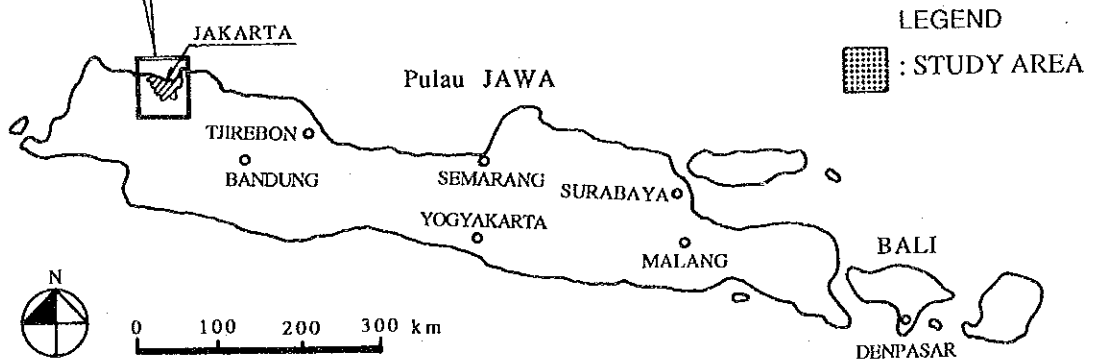 LEGEND
: STUDY AREA
JAKARTA
Pulau JAWA
TJIREBON
BANDUNG
SEMARANG
SURABAYA
YOGYAKARTA
MALANG
BALI
DENPASAR
N
0 100 200 300 km